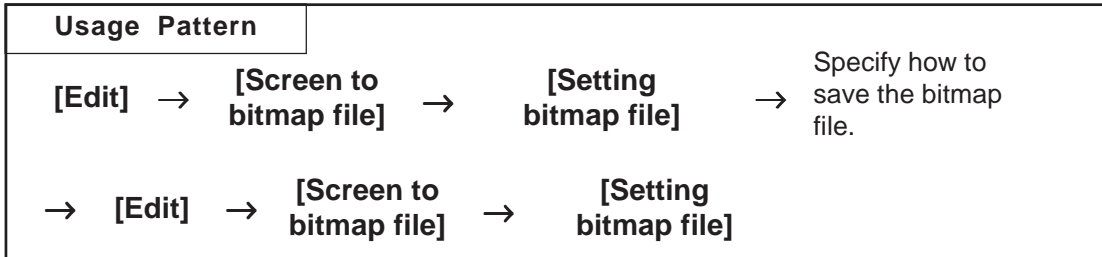 Usage Pattern
[Edit] → [Screen to bitmap file] → [Setting bitmap file] → Specify how to save the bitmap file.
→ [Edit] → [Screen to bitmap file] → [Setting bitmap file]